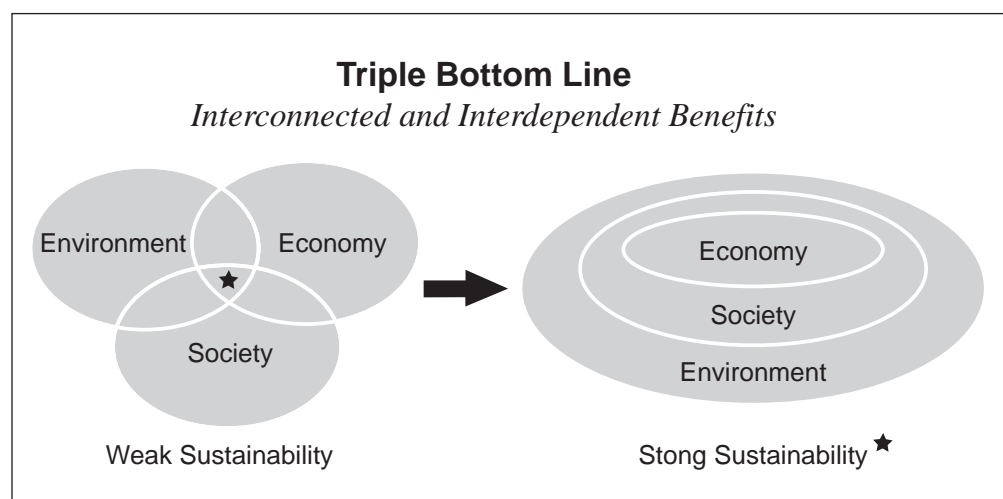 Triple Bottom Line
Interconnected and Interdependent Benefits
Environment
Economy
Society
Weak Sustainability
Economy
Society
Environment
Stong Sustainability